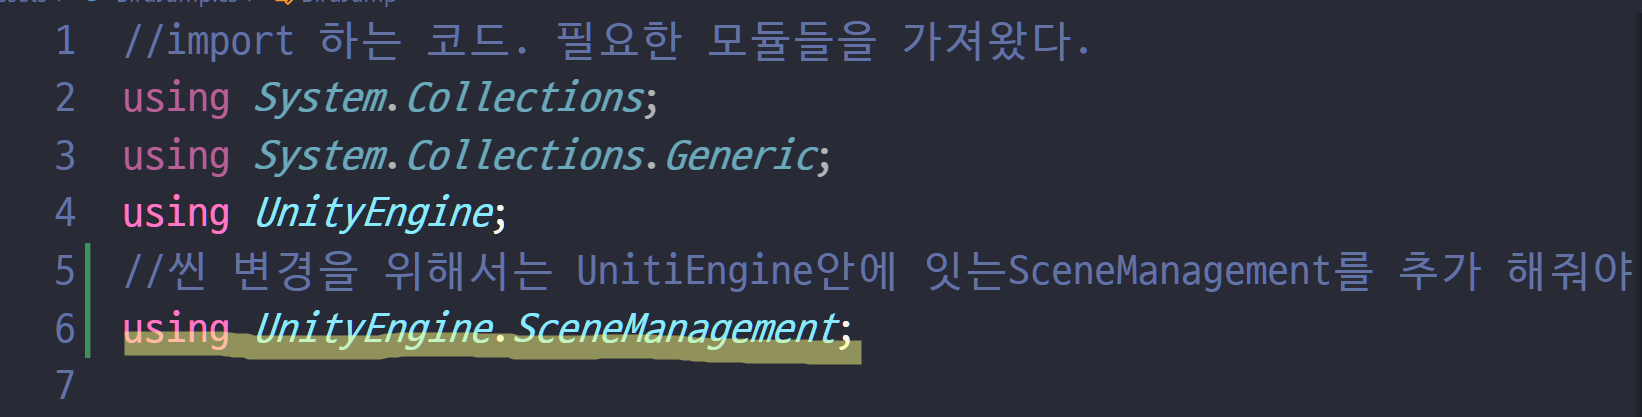 1 //import 하는 코드. 필요한 모듈들을 가져왔다.
2 using System.Collections;
3 using System.Collections.Generic;
4 using UnityEngine;
5 //씬 변경을 위해서는 UnitiEngine안에 잇는SceneManagement를 추가 해줘야
6 using UnityEngine.SceneManagement;
7